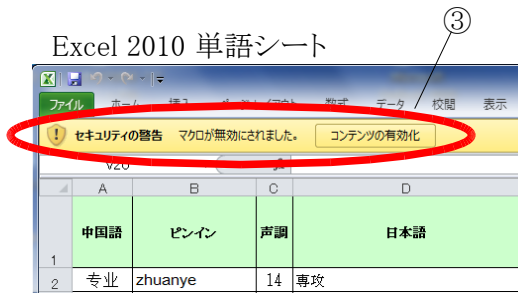 ③
Excel 2010 単語シート
ファイル ホーム 挿入 数式 データ 校閲 表示
セキュリティの警告 マクロが無効にされました。 コンテンツの有効化
A B C D
中国語 ピンイン 声調 日本語
1
2 专业 zhuanye 14 専攻